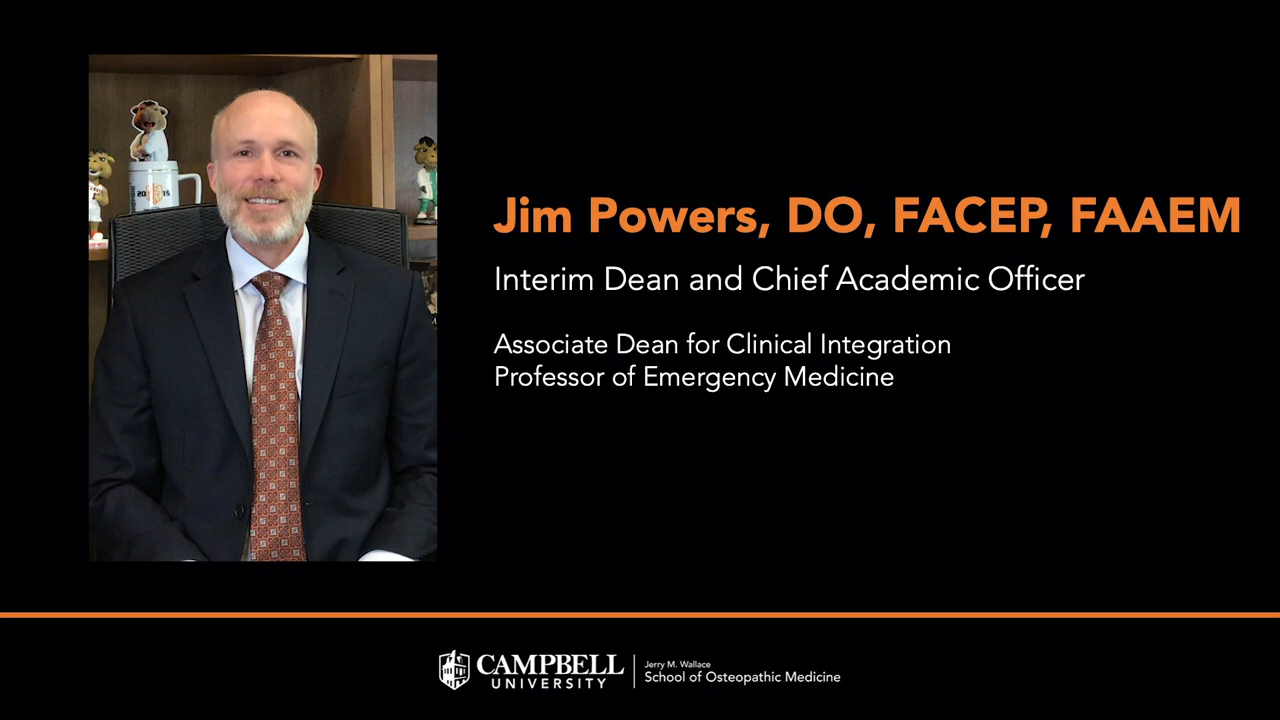 Jim Powers, DO, FACEP, FAAEM
Interim Dean and Chief Academic Officer
Associate Dean for Clinical Integration
Professor of Emergency Medicine
CAMPBELL
UNIVERSITY
Jerry M. Wallace
School of Osteopathic Medicine